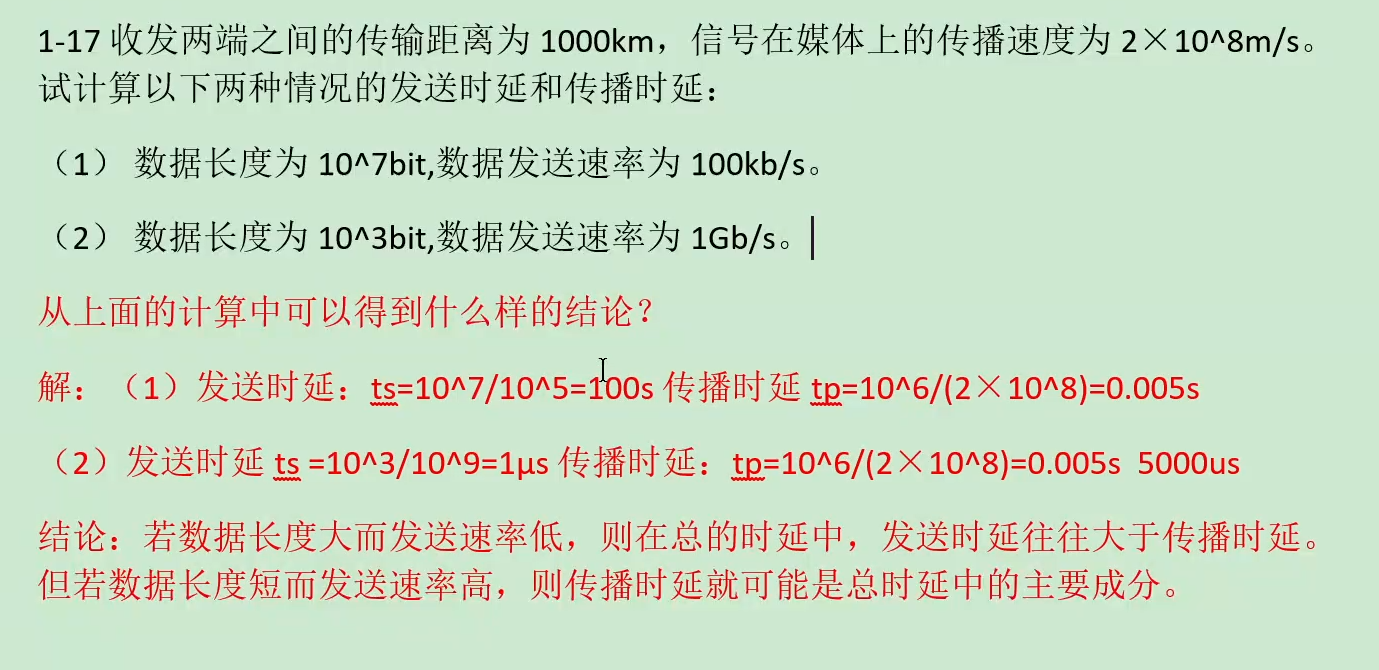 1-17 收发两端之间的传输距离为 1000km，信号在媒体上的传播速度为 2×10^8m/s。
试计算以下两种情况的发送时延和传播时延：
（1） 数据长度为 10^7bit,数据发送速率为 100kb/s。
（2） 数据长度为 10^3bit,数据发送速率为 1Gb/s。
从上面的计算中可以得到什么样的结论？
解：（1）发送时延：ts=10^7/10^5=100s 传播时延 tp=10^6/(2×10^8)=0.005s
（2）发送时延 ts =10^3/10^9=1μs 传播时延：tp=10^6/(2×10^8)=0.005s 5000us
结论：若数据长度大而发送速率低，则在总的时延中，发送时延往往大于传播时延。
但若数据长度短而发送速率高，则传播时延就可能是总时延中的主要成分。